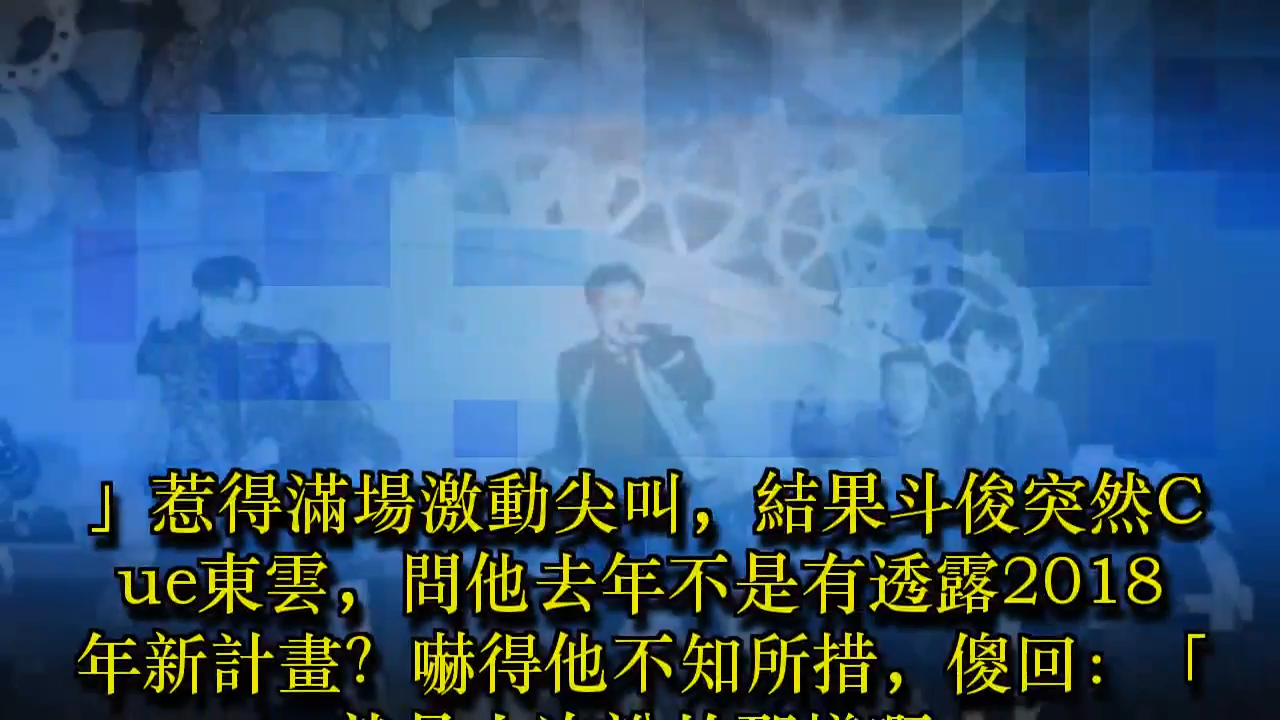 」惹得滿場激動尖叫，結果斗俊突然C
ue東雲，問他去年不是有透露2018
年新計畫？嚇得他不知所措，傻回：「